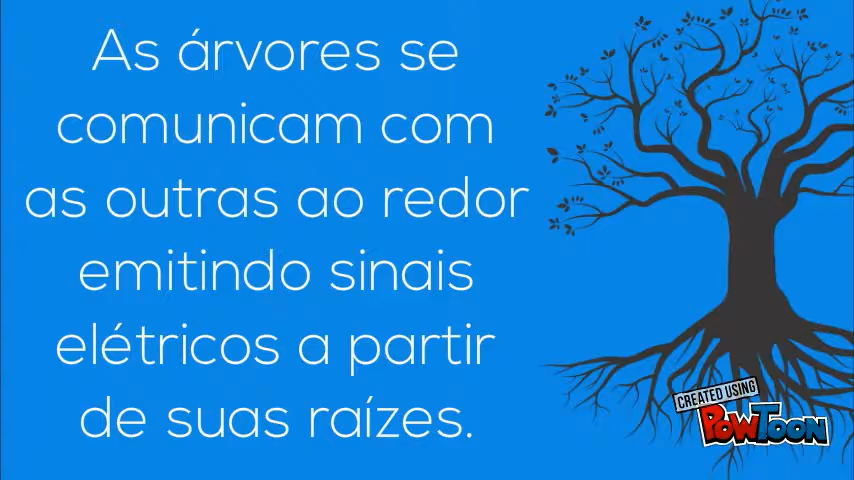 As árvores se
comunicam com
as outras ao redor
emitindo sinais
elétricos a partir
de suas raízes.
CREATED USING
POWTOON